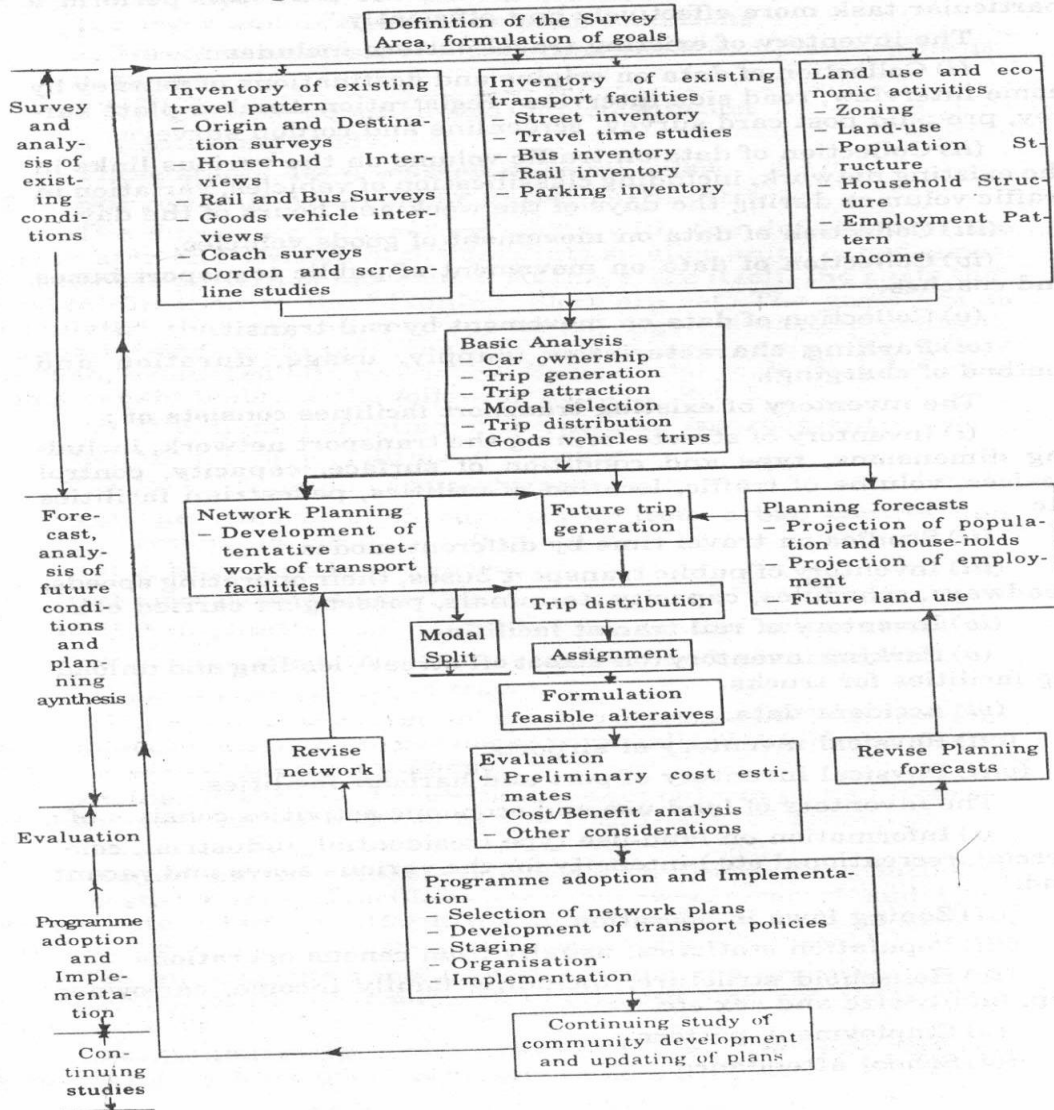 Definition of the Survey
Area, formulation of goals
Survey
and
analy-
sis of
exist-
ing
condi-
tions
Inventory of existing
travel pattern
– Origin and Destina-
tion surveys
– Household Inter-
views
– Rail and Bus Surveys
– Goods vehicle inter-
views
– Coach surveys
– Cordon and screen-
line studies
Inventory of existing
transport facilities
– Street inventory
– Travel time studies
– Bus inventory
– Rail inventory
– Parking inventory
Land use and eco-
nomic activities
– Land-use
– Population St-
ructure
– Household Struc-
tures
– Employment Pat-
tern
– Income
Basic Analysis
– Car ownership
– Trip generation
– Trip attraction
– Modal selection
– Trip distribution
– Goods vehicles trips
Fore-
cast,
analy-
sis of
future
condi-
tions
and
plan-
ning
aynthesis
Network Planning
– Development of
tentative net-
work of transport
facilities
Future trip
generation
Planning forecasts
– Projection of popula-
tion and house-holds
– Projection of employ-
ment
– Future land use
Trip distribution
Modal
Split
Assignment
Formulation
feasible alteraives
Revise
network
Evaluation
– Preliminary cost esti-
mates
– Cost/Benefit analysis
– Other considerations
Revise Planning
forecasts
Evaluation
Programme
adoption
and
Imple-
menta-
tion
Programme adoption and Implementa-
tion
– Selection of network plans
– Development of transport policies
– Staging
– Organisation
– Implementation
Con-
tinuing
studies
Continuing study of
community development
and updating of plans